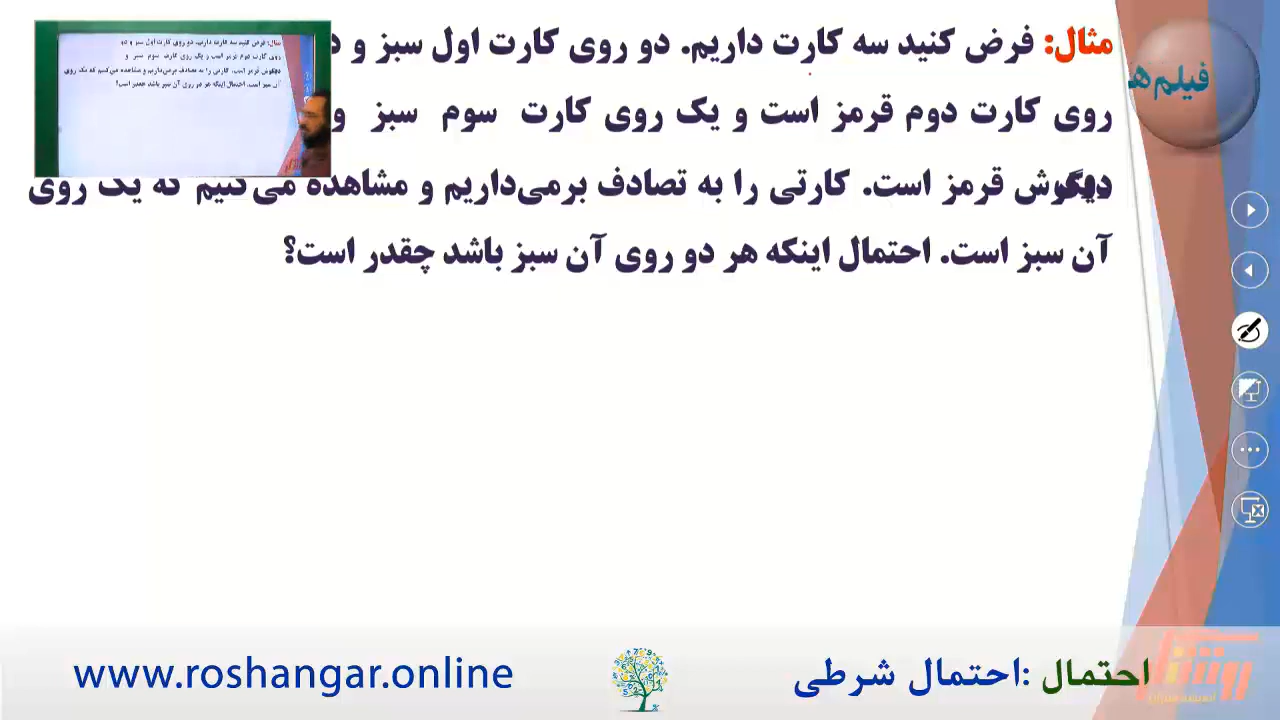 مثال: فرض کنید سه کارت داریم. دو روی کارت اول سبز و د
روی کارت دوم قرمز است و یک روی کارت سوم سبز و
قرمز است. کارتی را به تصادف برمی‌داریم و مشاهده می‌کنیم که یک روی
آن سبز است. احتمال اینکه هر دو روی آن سبز باشد چقدر است؟
فیلم‌ها
www.roshangar.online
احتمال: احتمال شرطی